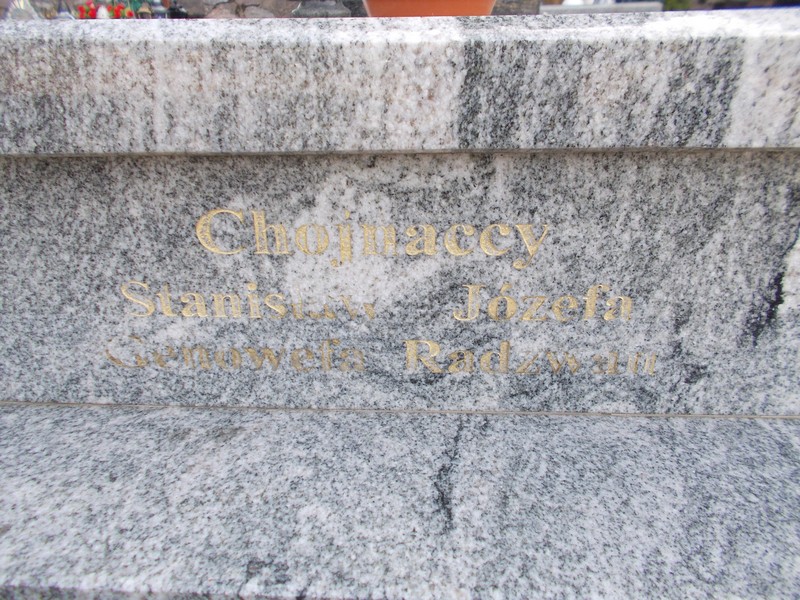 Chojnaccy
Stanisław Józefa
Genowefa Radzwan